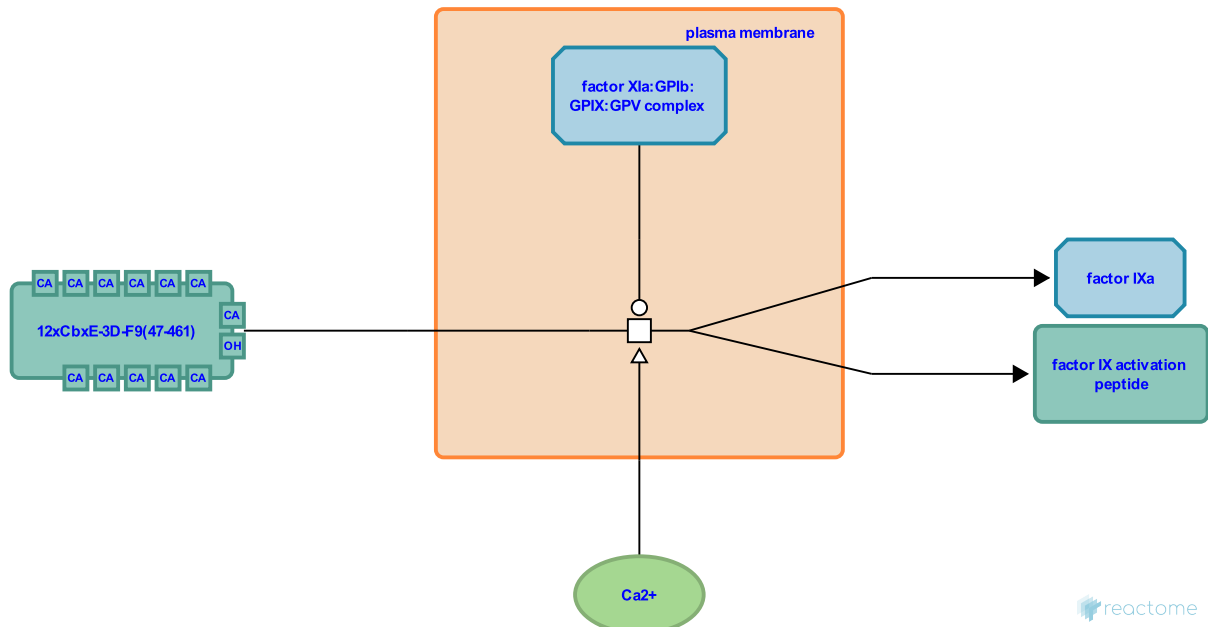 plasma membrane
factor XIa:GPIb:
GPIX:GPV complex
CA CA CA CA CA CA
CA
12xCbxE-3D-F9(47-461)
OH
CA CA CA CA CA
factor IXa
factor IX activation
peptide
Ca2+
reactome